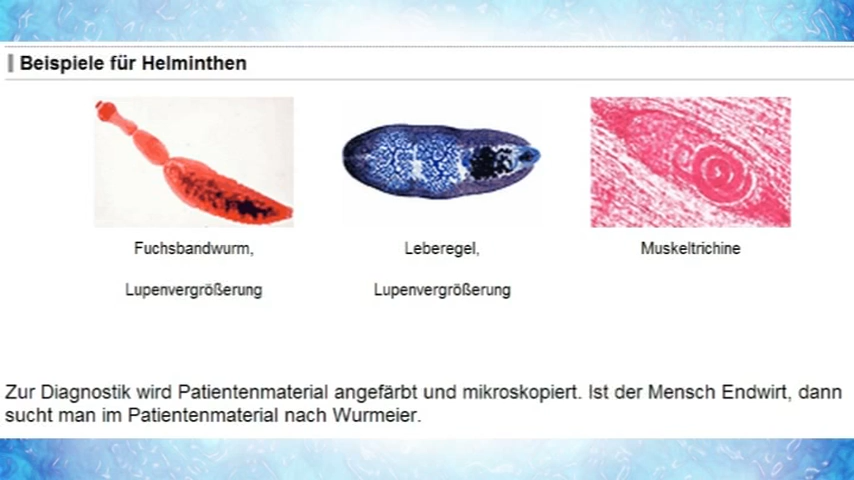 Beispiele für Helminthen
Fuchsbandwurm,
Lupenvergrößerung
Leberegel,
Lupenvergrößerung
Muskeltrichine
Zur Diagnostik wird Patientenmaterial angefärbt und mikroskopiert. Ist der Mensch Endwirt, dann
sucht man im Patientenmaterial nach Wurmeier.